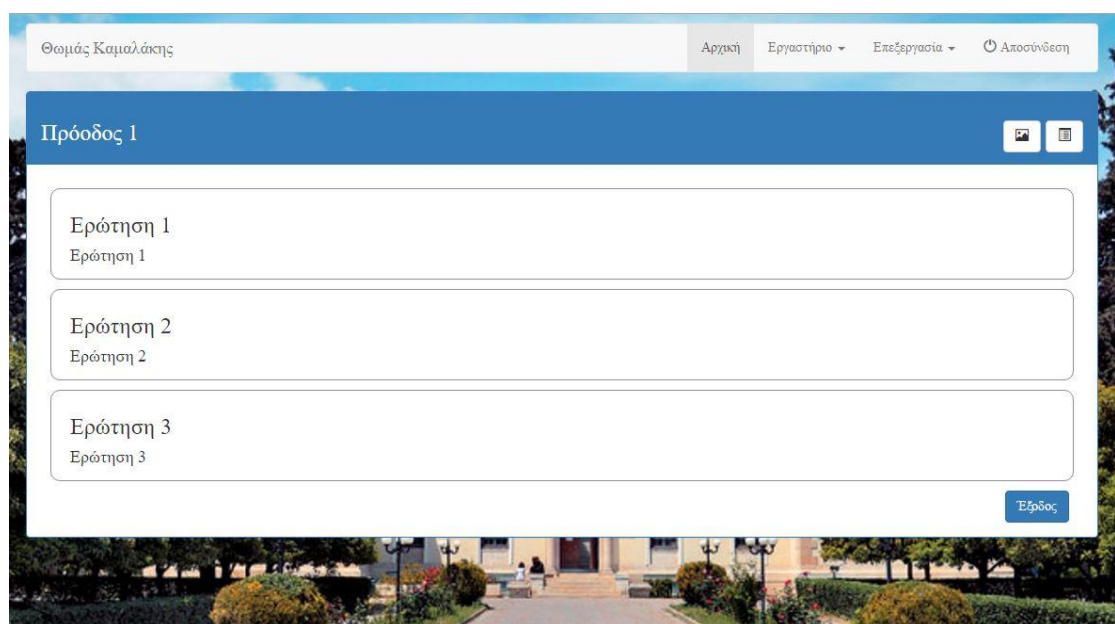 Θωμάς Καμαλάκης Αρχική Εργαστήριο Επεξεργασία Αποσύνδεση
Πρόοδος 1
Ερώτηση 1
Ερώτηση 1
Ερώτηση 2
Ερώτηση 2
Ερώτηση 3
Ερώτηση 3
Έξοδος